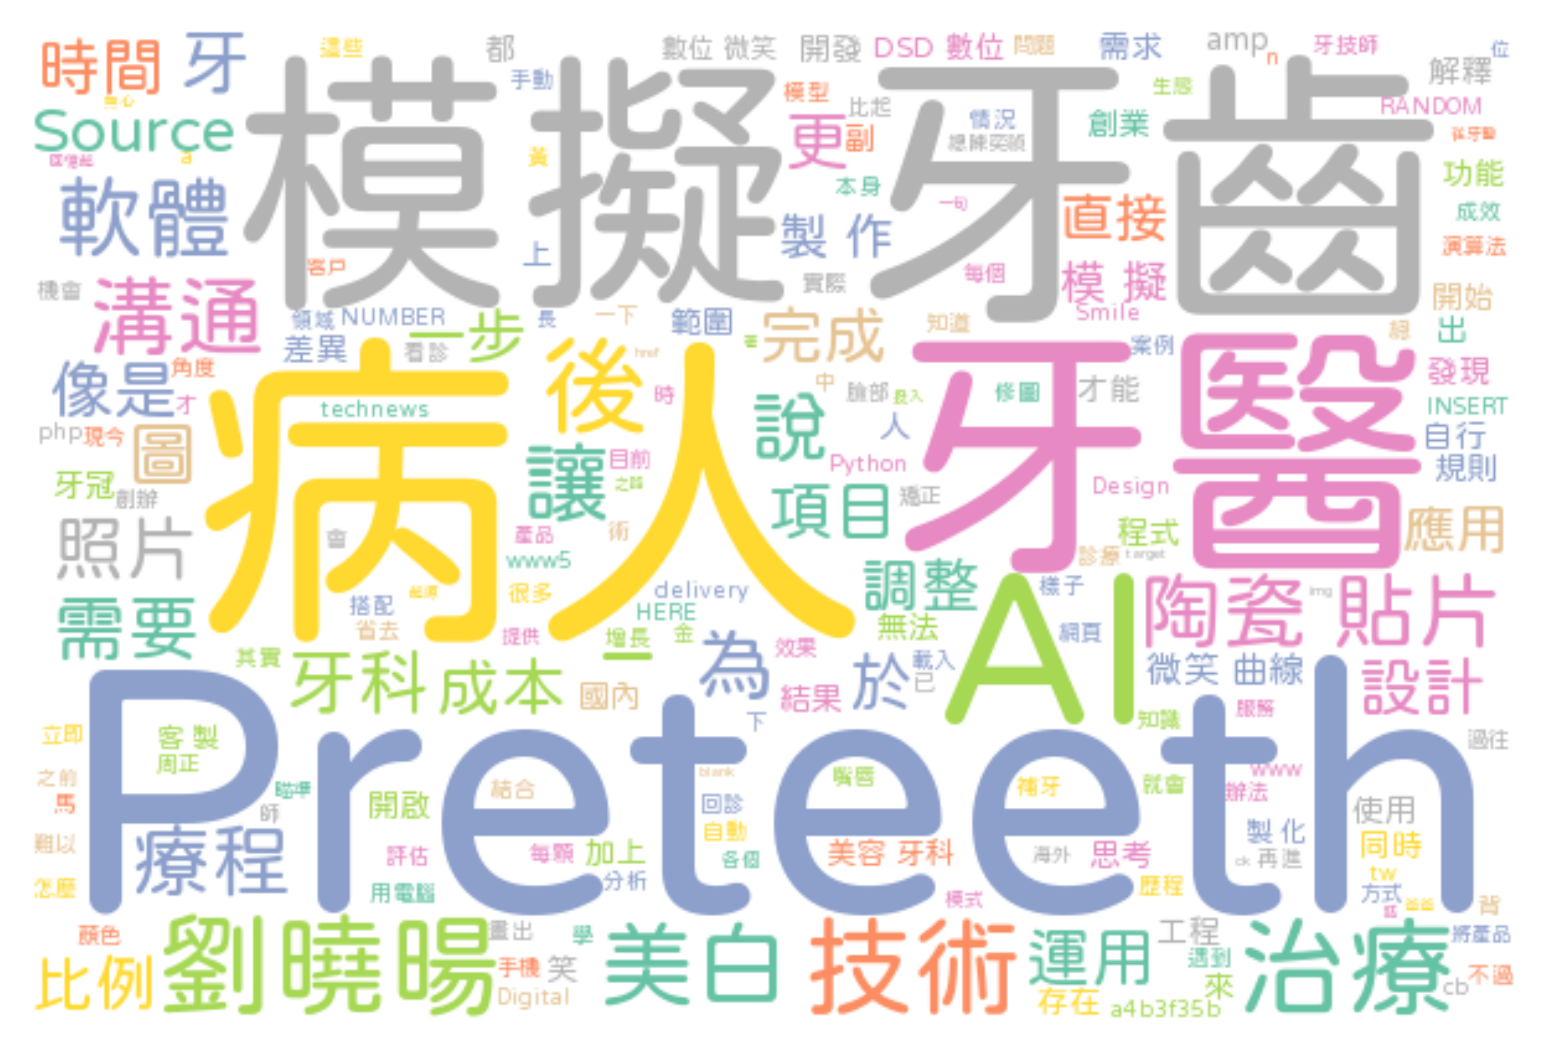 時間 牙 這些 都 數位 微笑 開發 DSD 數位 問題 需求 amp n 牙技師 位
手動 模型 比起 生態 解釋
Source 模擬牙齒 更 副 情況 創業 RANDOM
a 黃 本身 功能
軟體 上 製 作 一句 直接 成效
客戶 實際 每個 模 擬 演算法
機會 溝通 Smile 開始
領域 NUMBER 一步 長 一下 範圍 完成 知道 出
差異 看診 href 案例 發現
像是 角度 病人 牙醫 後 時 中 臉部 修圖 才能
才 technews 說 人 INSERT
php 現今 圖 自行
牙冠 創辦 讓 目前 Python 規則
照片 會 產品 術 項目 矯正 Design 應用
www5 程式 診療 target
需要 搭配 很多 delivery 調整 AI 樣子 陶瓷 貼片 img
省去 提供 HERE 增長 金 無法 網頁
其實 牙科 成本 國內 一 為 效果 於 載入 已 微笑 曲線 設計
結果 下 知識 服務
Preteeth
立即 客 製 周正 過往
之前 blank 嘴唇 www
馬 師 開啟 結合 回診 補牙 就會 辦法 使用
難以 療程 自動 製 化 同時
評估 每顆 加上 各個 美容 牙科 海外 思考 ck 再進 tw
怎麼 用電腦 分析 模式 歷程 方式 背
顏色 劉曉暘 畫出 學 美白 技術 運用 工程 治療 將產品
比例 手機 笑 遇到 來 cb 不過
Digital 存在 a4b3f35b